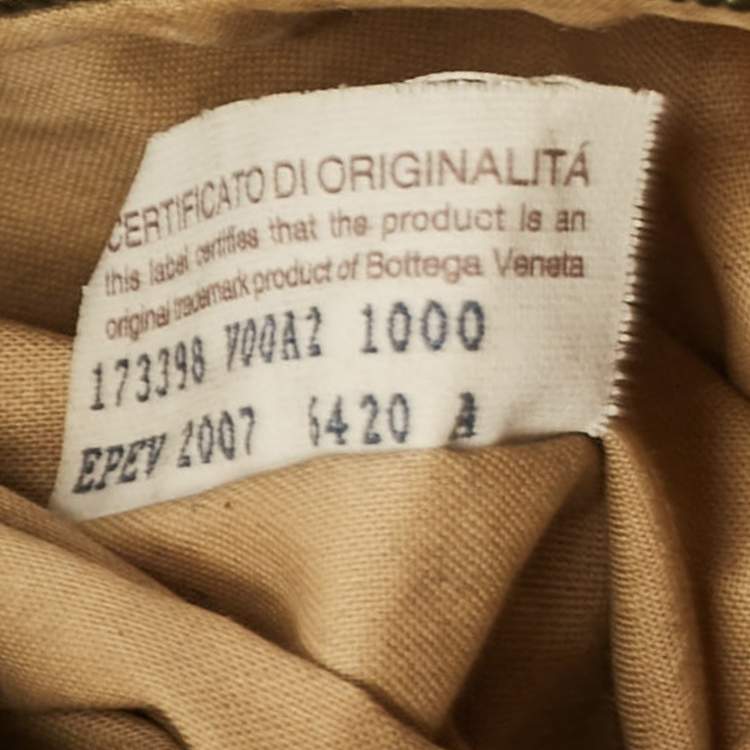 CERTIFICATO DI ORIGINALITÁ
this label certifies that the product is an
original trademark product of Bottega Veneta
173398 V00A2 1000
EPEV 2007 6420 A